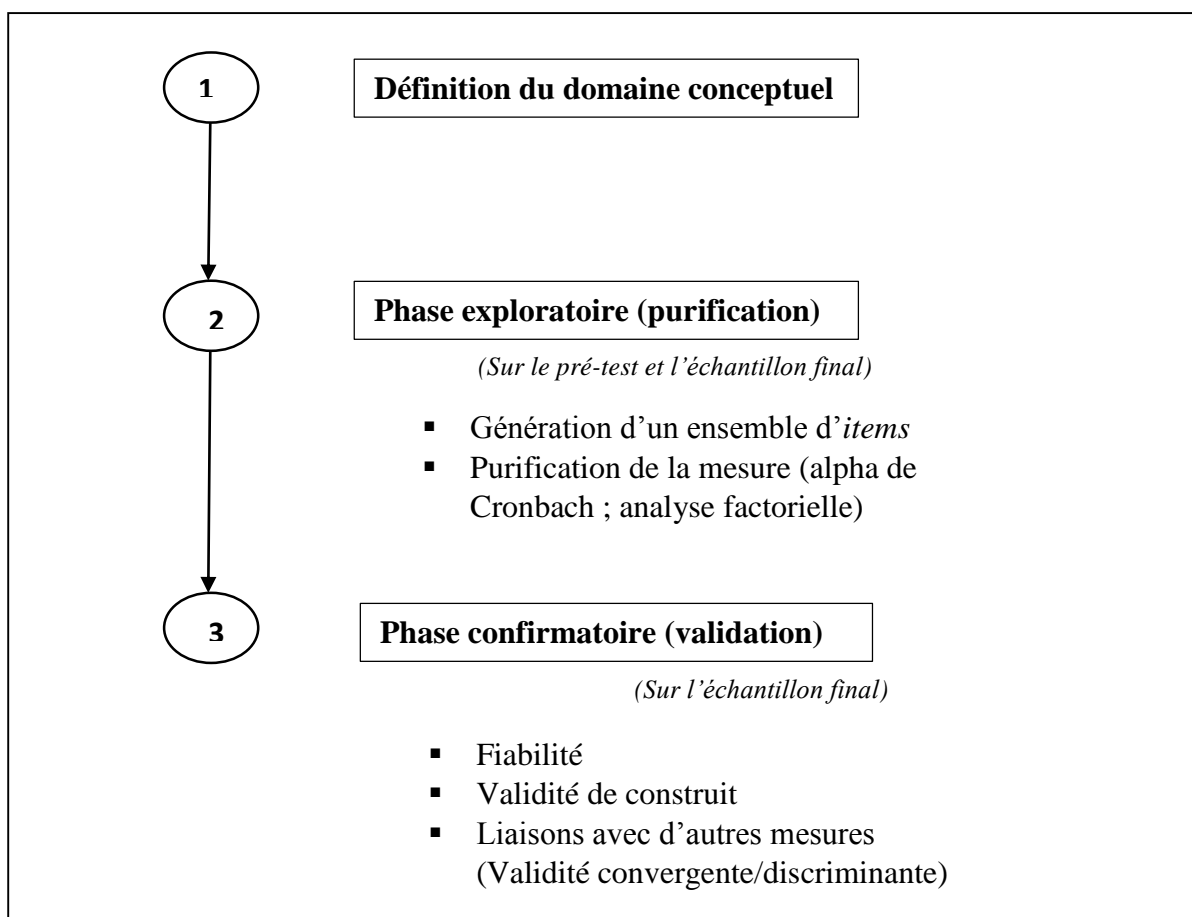 1
Définition du domaine conceptuel
2
Phase exploratoire (purification)
(Sur le pré-test et l’échantillon final)
▪ Génération d’un ensemble d’items
▪ Purification de la mesure (alpha de
Cronbach ; analyse factorielle)
3
Phase confirmatoire (validation)
(Sur l’échantillon final)
▪ Fiabilité
▪ Validité de construit
▪ Liaisons avec d’autres mesures
(Validité convergente/discriminante)